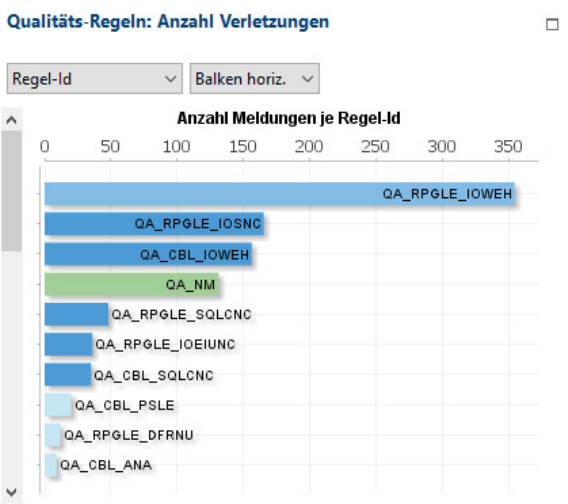 Qualitäts-Regeln: Anzahl Verletzungen
Regel-Id Balken horiz.
Anzahl Meldungen je Regel-Id
0 50 100 150 200 250 300 350
QA_RPGLE_IOWEH
QA_RPGLE_IOSNC
QA_CBL_IOWEH
QA_NM
QA_RPGLE_SQLCNC
QA_RPGLE_IOEIUNC
QA_CBL_SQLCNC
QA_CBL_PSLE
QA_RPGLE_DFRNU
QA_CBL_ANA